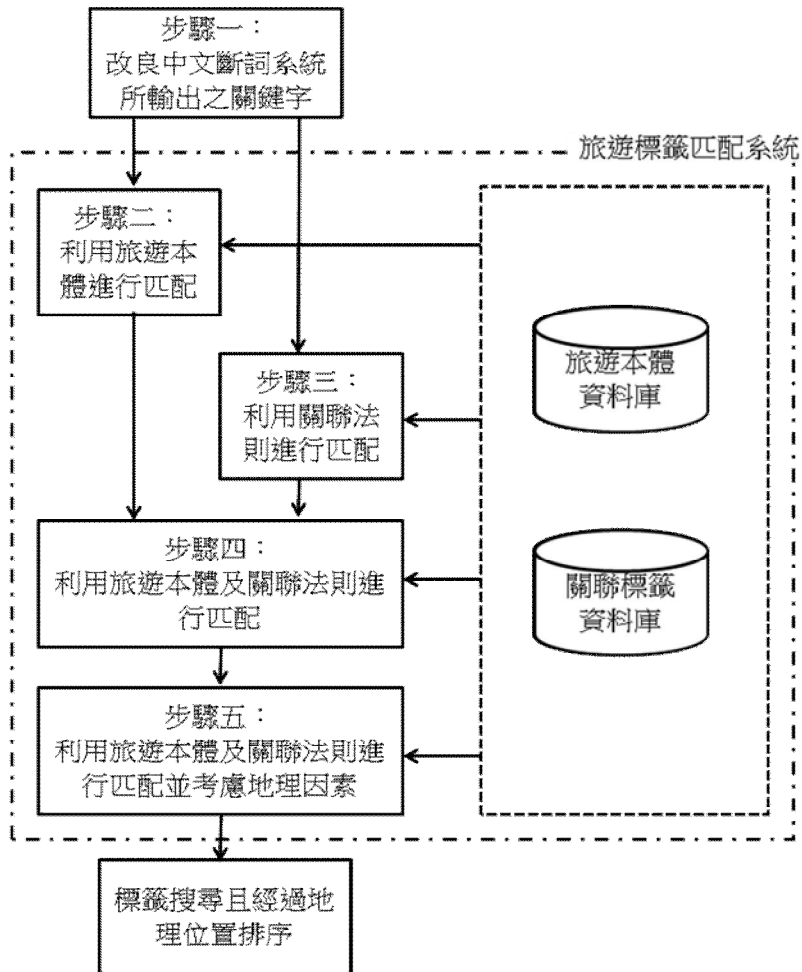 步驟一：
改良中文斷詞系統
所輸出之關鍵字
旅遊標籤匹配系統
步驟二：
利用旅遊本
體進行匹配
步驟三：
利用關聯法
則進行匹配
旅遊本體
資料庫
步驟四：
利用旅遊本體及關聯法則進
行匹配
關聯標籤
資料庫
步驟五：
利用旅遊本體及關聯法則進
行匹配並考慮地理因素
標籤搜尋且經過地
理位置排序